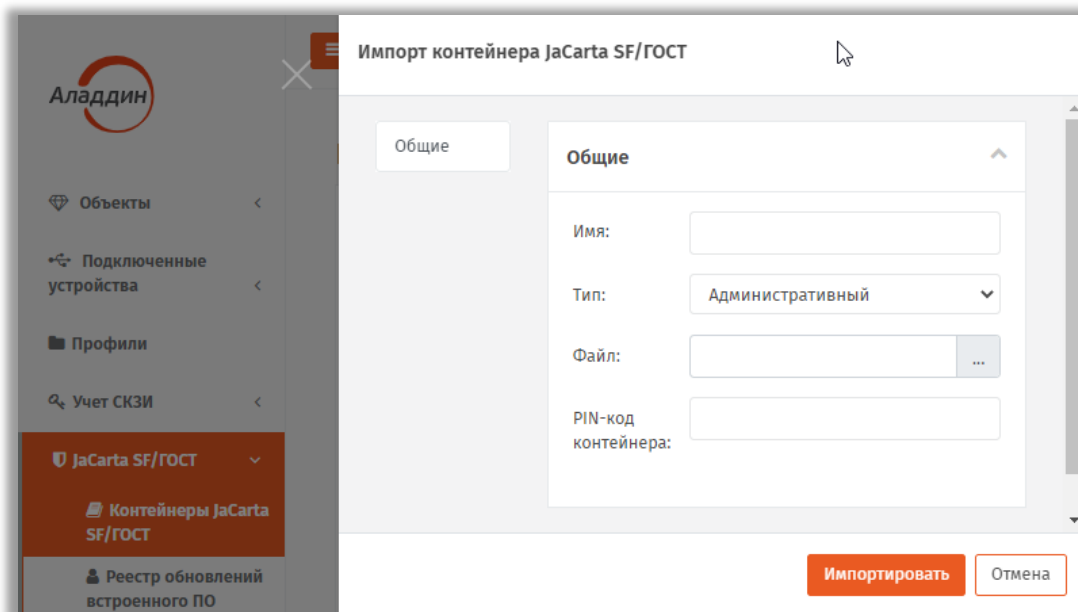 Аладдин
Объекты
Подключенные
устройства
Профили
Учет СКЗИ
JaCarta SF/ГОСТ
Контейнеры JaCarta
SF/ГОСТ
Реестр обновлений
встроенного ПО
Импорт контейнера JaCarta SF/ГОСТ
Общие
Общие
Имя:
Тип: Административный
Файл: ...
PIN-код
контейнера:
Импортировать Отмена